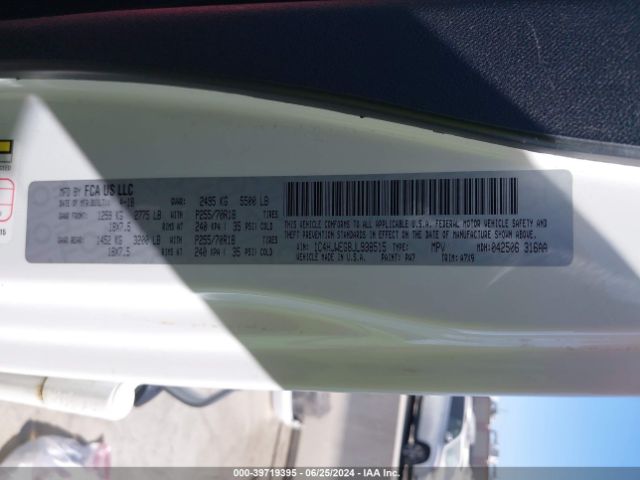 MFD BY FCA US LLC
DATE OF MFR: 4-18 GVWR: 2495 KG 5500 LB
GAWR FRONT: 1259 KG 2775 LB WITH P255/70R18 TIRES
18X7.5 RIMS AT 240 KPA ( 35 PSI) COLD
GAWR REAR: 1452 KG 3200 LB WITH P255/70R18 TIRES
18X7.5 RIMS AT 240 KPA ( 35 PSI) COLD
THIS VEHICLE CONFORMS TO ALL APPLICABLE U.S.A. FEDERAL MOTOR VEHICLE SAFETY,
BUMPER, AND THEFT PREVENTION STANDARDS IN EFFECT ON THE DATE
OF MANUFACTURE SHOWN ABOVE.
VIN: TYPE: MPV MDH: 042506 316AA
VEHICLE MADE IN U.S.A. PAINT: PW7 TRIM: A7X9
000-39719395 - 06/25/2024 - IAA Inc.